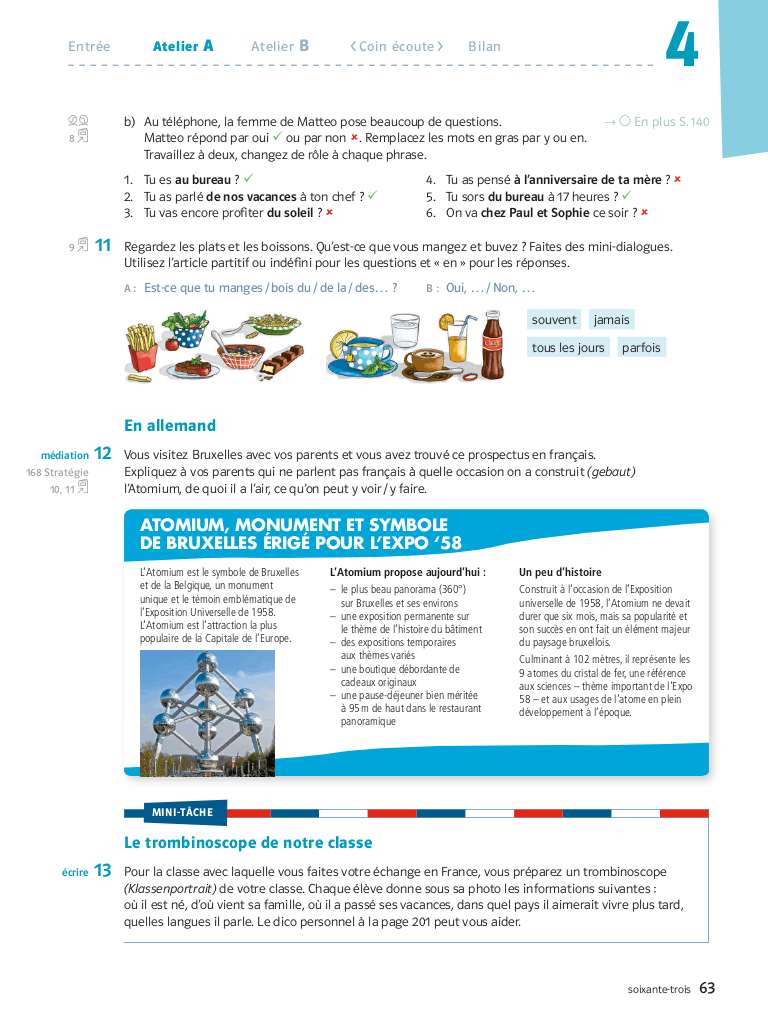 Entrée Atelier A Atelier B ‹Coin écoute› Bilan
4
b) Au téléphone, la femme de Matteo pose beaucoup de questions. → En plus S. 140
8 Matteo répond par oui ✓ ou par non ✗. Remplacez les mots en gras par y ou en.
Travaillez à deux, changez de rôle à chaque phrase.
1. Tu es au bureau ? ✓
2. Tu as parlé de nos vacances à ton chef ? ✓
3. Tu vas encore profiter du soleil ? ✗
4. Tu as pensé à l'anniversaire de ta mère ? ✗
5. Tu sors du bureau à 17 heures ? ✓
6. On va chez Paul et Sophie ce soir ? ✗
9 11 Regardez les plats et les boissons. Qu'est-ce que vous mangez et buvez ? Faites des mini-dialogues.
Utilisez l'article partitif ou indéfini pour les questions et « en » pour les réponses.
A : Est-ce que tu manges / bois du / de la / des… ? B : Oui, … / Non, …
souvent jamais
tous les jours parfois
En allemand
médiation 12 Vous visitez Bruxelles avec vos parents et vous avez trouvé ce prospectus en français.
168 Stratégie Expliquez à vos parents qui ne parlent pas français à quelle occasion on a construit (gebaut)
10, 11 l'Atomium, de quoi il a l'air, ce qu'on peut y voir / y faire.
ATOMIUM, MONUMENT ET SYMBOLE
DE BRUXELLES ÉRIGÉ POUR L'EXPO '58
L'Atomium est le symbole de Bruxelles
et de la Belgique, un monument
unique et le témoin emblématique de
l'Exposition Universelle de 1958.
L'Atomium est l'attraction la plus
populaire de la Capitale de l'Europe.
L'Atomium propose aujourd'hui :
– le plus beau panorama (360°)
sur Bruxelles et ses environs
– une exposition permanente sur
le thème de l'histoire du bâtiment
– des expositions temporaires
aux thèmes variés
– une boutique débordante de
cadeaux originaux
– une pause-déjeuner bien méritée
à 95 m de haut dans le restaurant
panoramique
Un peu d'histoire
Construit à l'occasion de l'Exposition
universelle de 1958, l'Atomium ne devait
durer que six mois, mais sa popularité et
son succès en ont fait un élément majeur
du paysage bruxellois.
Culminant à 102 mètres, il représente les
9 atomes du cristal de fer, une référence
aux sciences – thème important de l'Expo
58 – et aux usages de l'atome en plein
développement à l'époque.
MINI-TÂCHE
Le trombinoscope de notre classe
écrire 13 Pour la classe avec laquelle vous faites votre échange en France, vous préparez un trombinoscope
(Klassenportrait) de votre classe. Chaque élève donne sous sa photo les informations suivantes :
où il est né, d'où vient sa famille, où il a passé ses vacances, dans quel pays il aimerait vivre plus tard,
quelles langues il parle. Le dico personnel à la page 201 peut vous aider.
soixante-trois 63